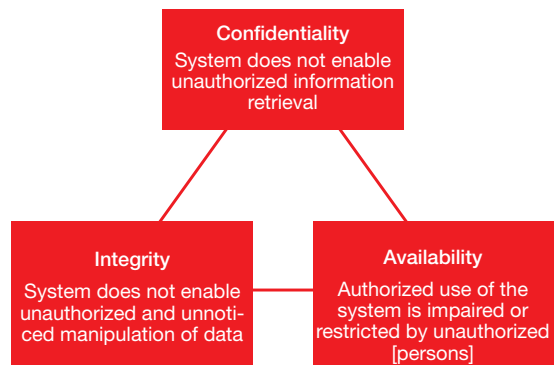 Confidentiality
System does not enable
unauthorized information
retrieval
Integrity
System does not enable
unauthorized and unnoti-
ced manipulation of data
Availability
Authorized use of the
system is impaired or
restricted by unauthorized
[persons]